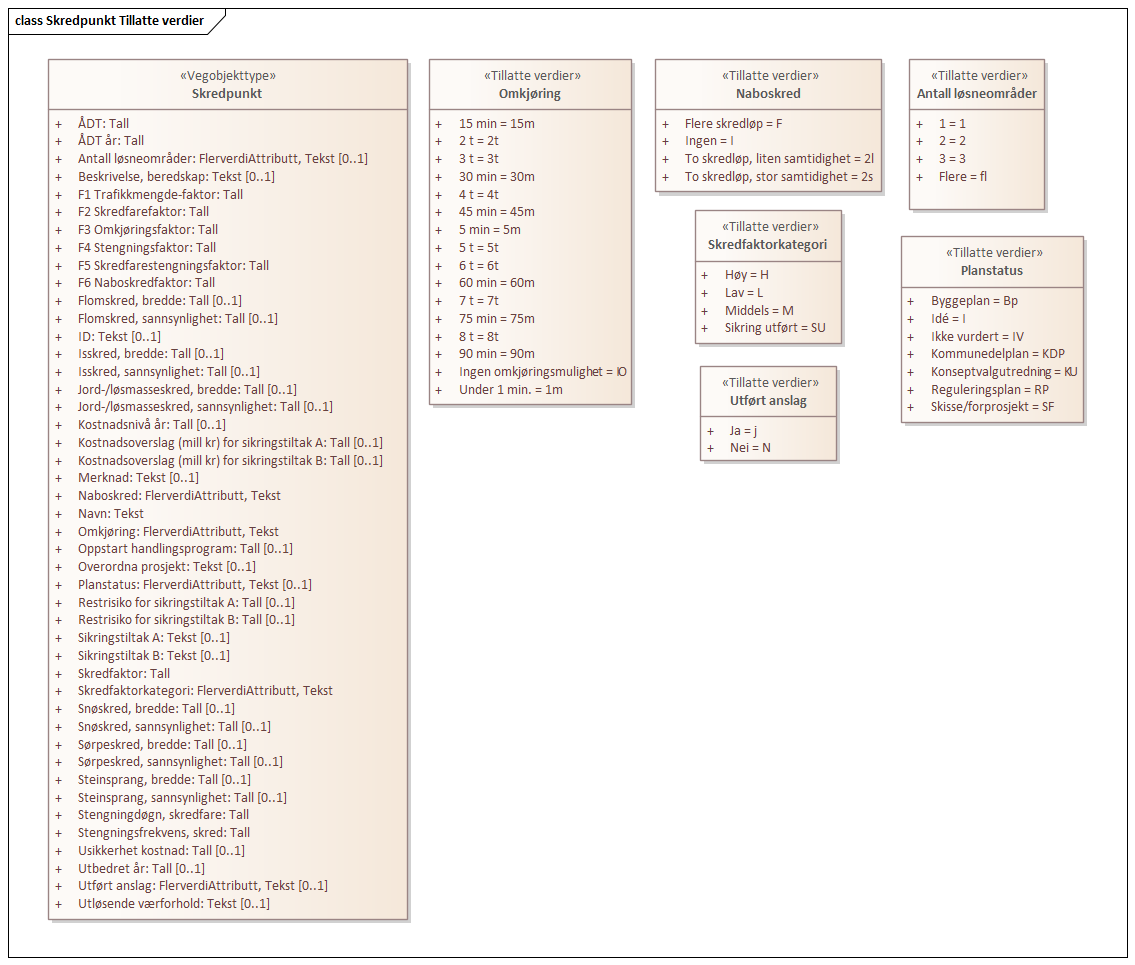 class Skredpunkt Tillatte verdier
«Vegobjekttype»
Skredpunkt
+ ÅDT: Tall
+ ÅDT år: Tall
+ Antall løsneområder: FlerverdiAttributt, Tekst [0..1]
+ Beskrivelse, beredskap: Tekst [0..1]
+ F1 Trafikkmengde-faktor: Tall
+ F2 Skredfarefaktor: Tall
+ F3 Omkjøringsfaktor: Tall
+ F4 Stengningsfaktor: Tall
+ F5 Skredfarestengningsfaktor: Tall
+ F6 Naboskredfaktor: Tall
+ Flomskred, bredde: Tall [0..1]
+ Flomskred, sannsynlighet: Tall [0..1]
+ ID: Tekst [0..1]
+ Isskred, bredde: Tall [0..1]
+ Isskred, sannsynlighet: Tall [0..1]
+ Jord-/løsmasseskred, bredde: Tall [0..1]
+ Jord-/løsmasseskred, sannsynlighet: Tall [0..1]
+ Kostnadsnivå år: Tall [0..1]
+ Kostnadsoverslag (mill kr) for sikringstiltak A: Tall [0..1]
+ Kostnadsoverslag (mill kr) for sikringstiltak B: Tall [0..1]
+ Merknad: Tekst [0..1]
+ Naboskred: FlerverdiAttributt, Tekst
+ Navn: Tekst
+ Omkjøring: FlerverdiAttributt, Tekst
+ Oppstart handlingsprogram: Tall [0..1]
+ Overordna prosjekt: Tekst [0..1]
+ Planstatus: FlerverdiAttributt, Tekst [0..1]
+ Restrisiko for sikringstiltak A: Tall [0..1]
+ Restrisiko for sikringstiltak B: Tall [0..1]
+ Sikringstiltak A: Tekst [0..1]
+ Sikringstiltak B: Tekst [0..1]
+ Skredfaktor: Tall
+ Skredfaktorkategori: FlerverdiAttributt, Tekst
+ Snøskred, bredde: Tall [0..1]
+ Snøskred, sannsynlighet: Tall [0..1]
+ Sørpeskred, bredde: Tall [0..1]
+ Sørpeskred, sannsynlighet: Tall [0..1]
+ Steinsprang, bredde: Tall [0..1]
+ Steinsprang, sannsynlighet: Tall [0..1]
+ Stengningdøgn, skredfare: Tall
+ Stengningsfrekvens, skred: Tall
+ Usikkerhet kostnad: Tall [0..1]
+ Utbedret år: Tall [0..1]
+ Utført anslag: FlerverdiAttributt, Tekst [0..1]
+ Utløsende værforhold: Tekst [0..1]
«Tillatte verdier»
Omkjøring
+ 15 min = 15m
+ 2 t = 2t
+ 3 t = 3t
+ 30 min = 30m
+ 4 t = 4t
+ 45 min = 45m
+ 5 min = 5m
+ 5 t = 5t
+ 6 t = 6t
+ 60 min = 60m
+ 7 t = 7t
+ 75 min = 75m
+ 8 t = 8t
+ 90 min = 90m
+ Ingen omkjøringsmulighet = IO
+ Under 1 min. = 1m
«Tillatte verdier»
Naboskred
+ Flere skredløp = F
+ Ingen = I
+ To skredløp, liten samtidighet = 2l
+ To skredløp, stor samtidighet = 2s
«Tillatte verdier»
Skredfaktorkategori
+ Høy = H
+ Lav = L
+ Middels = M
+ Sikring utført = SU
«Tillatte verdier»
Utført anslag
+ Ja = j
+ Nei = N
«Tillatte verdier»
Antall løsneområder
+ 1 = 1
+ 2 = 2
+ 3 = 3
+ Flere = fl
«Tillatte verdier»
Planstatus
+ Byggeplan = Bp
+ Idé = I
+ Ikke vurdert = IV
+ Kommunedelplan = KDP
+ Konseptvalgutredning = KU
+ Reguleringsplan = RP
+ Skisse/forprosjekt = SF